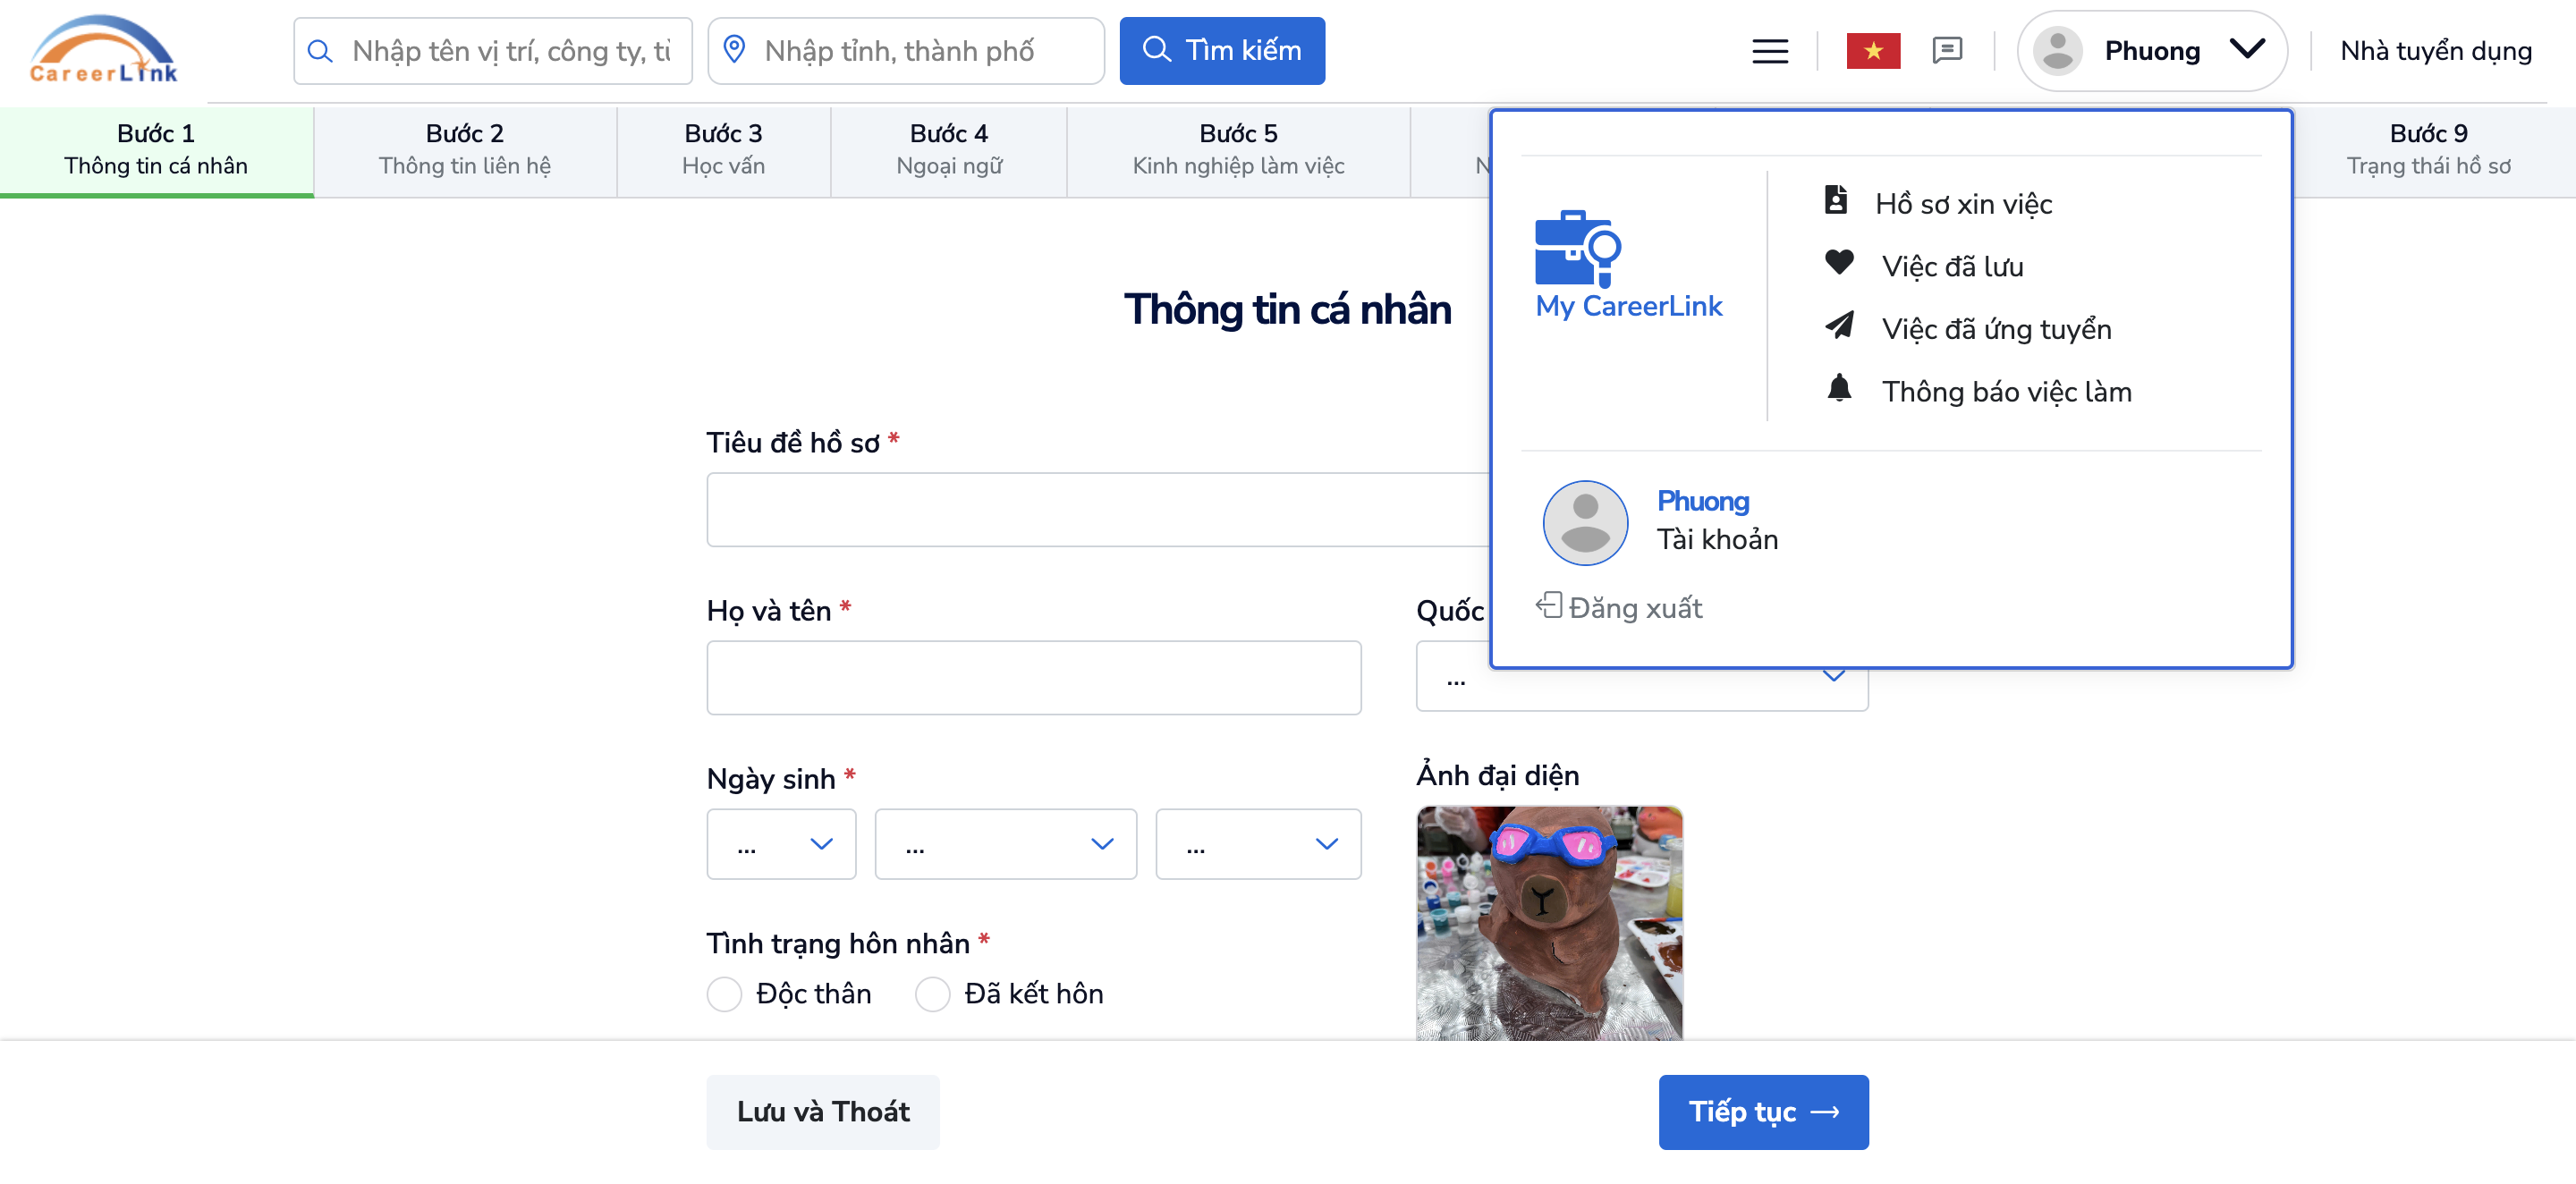 CareerLink
Nhập tên vị trí, công ty, từ
Nhập tỉnh, thành phố
Tìm kiếm
Phuong
Nhà tuyển dụng
Bước 1
Thông tin cá nhân
Bước 2
Thông tin liên hệ
Bước 3
Học vấn
Bước 4
Ngoại ngữ
Bước 5
Kinh nghiệp làm việc
N
Bước 9
Trạng thái hồ sơ
My CareerLink
Hồ sơ xin việc
Việc đã lưu
Việc đã ứng tuyển
Thông báo việc làm
Phuong
Tài khoản
Đăng xuất
Thông tin cá nhân
Tiêu đề hồ sơ *
Họ và tên *
Quốc
...
Ngày sinh *
... ... ...
Ảnh đại diện
Tình trạng hôn nhân *
Độc thân Đã kết hôn
Lưu và Thoát
Tiếp tục →